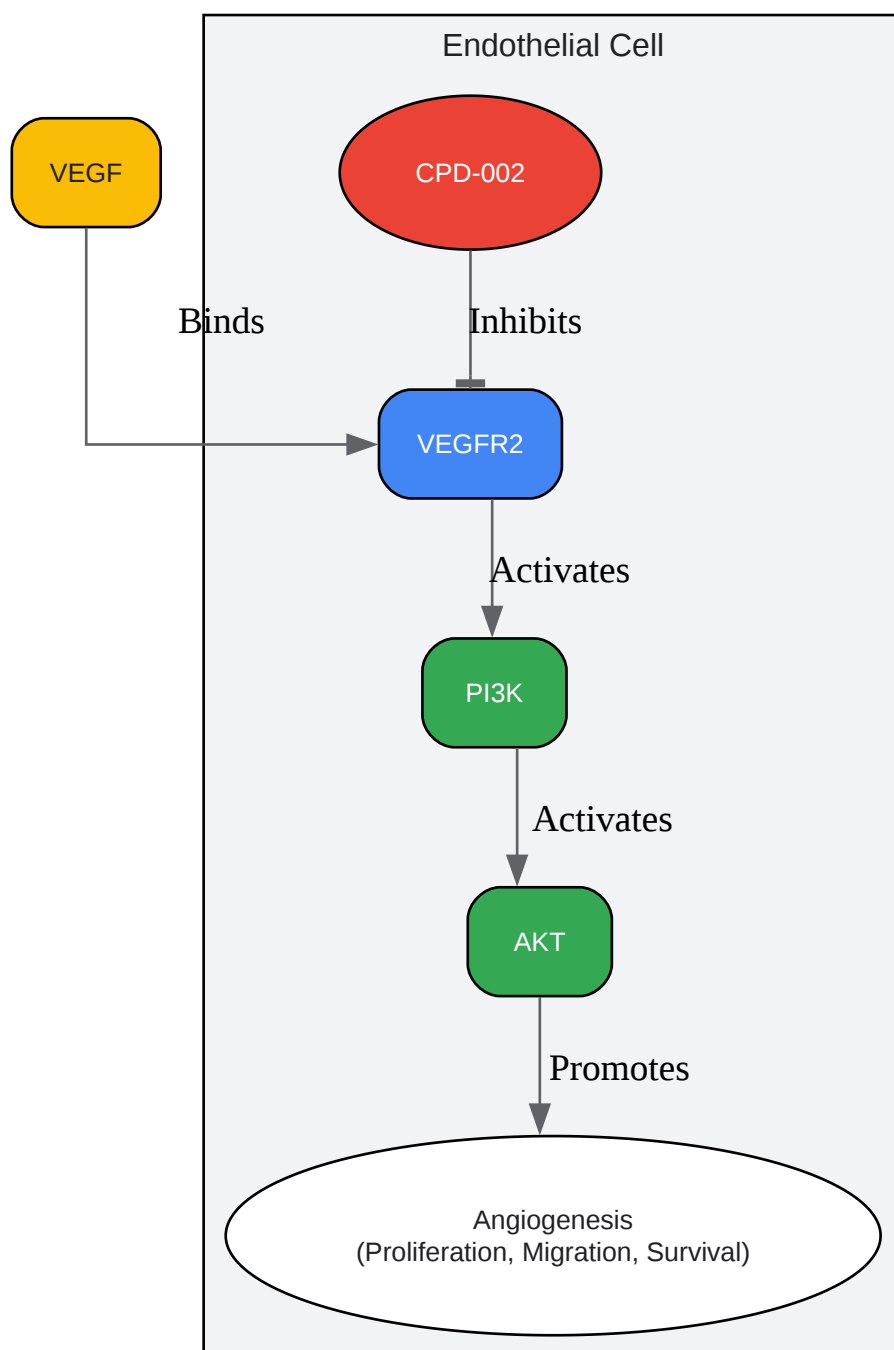 Endothelial Cell
VEGF
CPD-002
Binds
Inhibits
VEGFR2
Activates
PI3K
Activates
AKT
Promotes
Angiogenesis
(Proliferation, Migration, Survival)